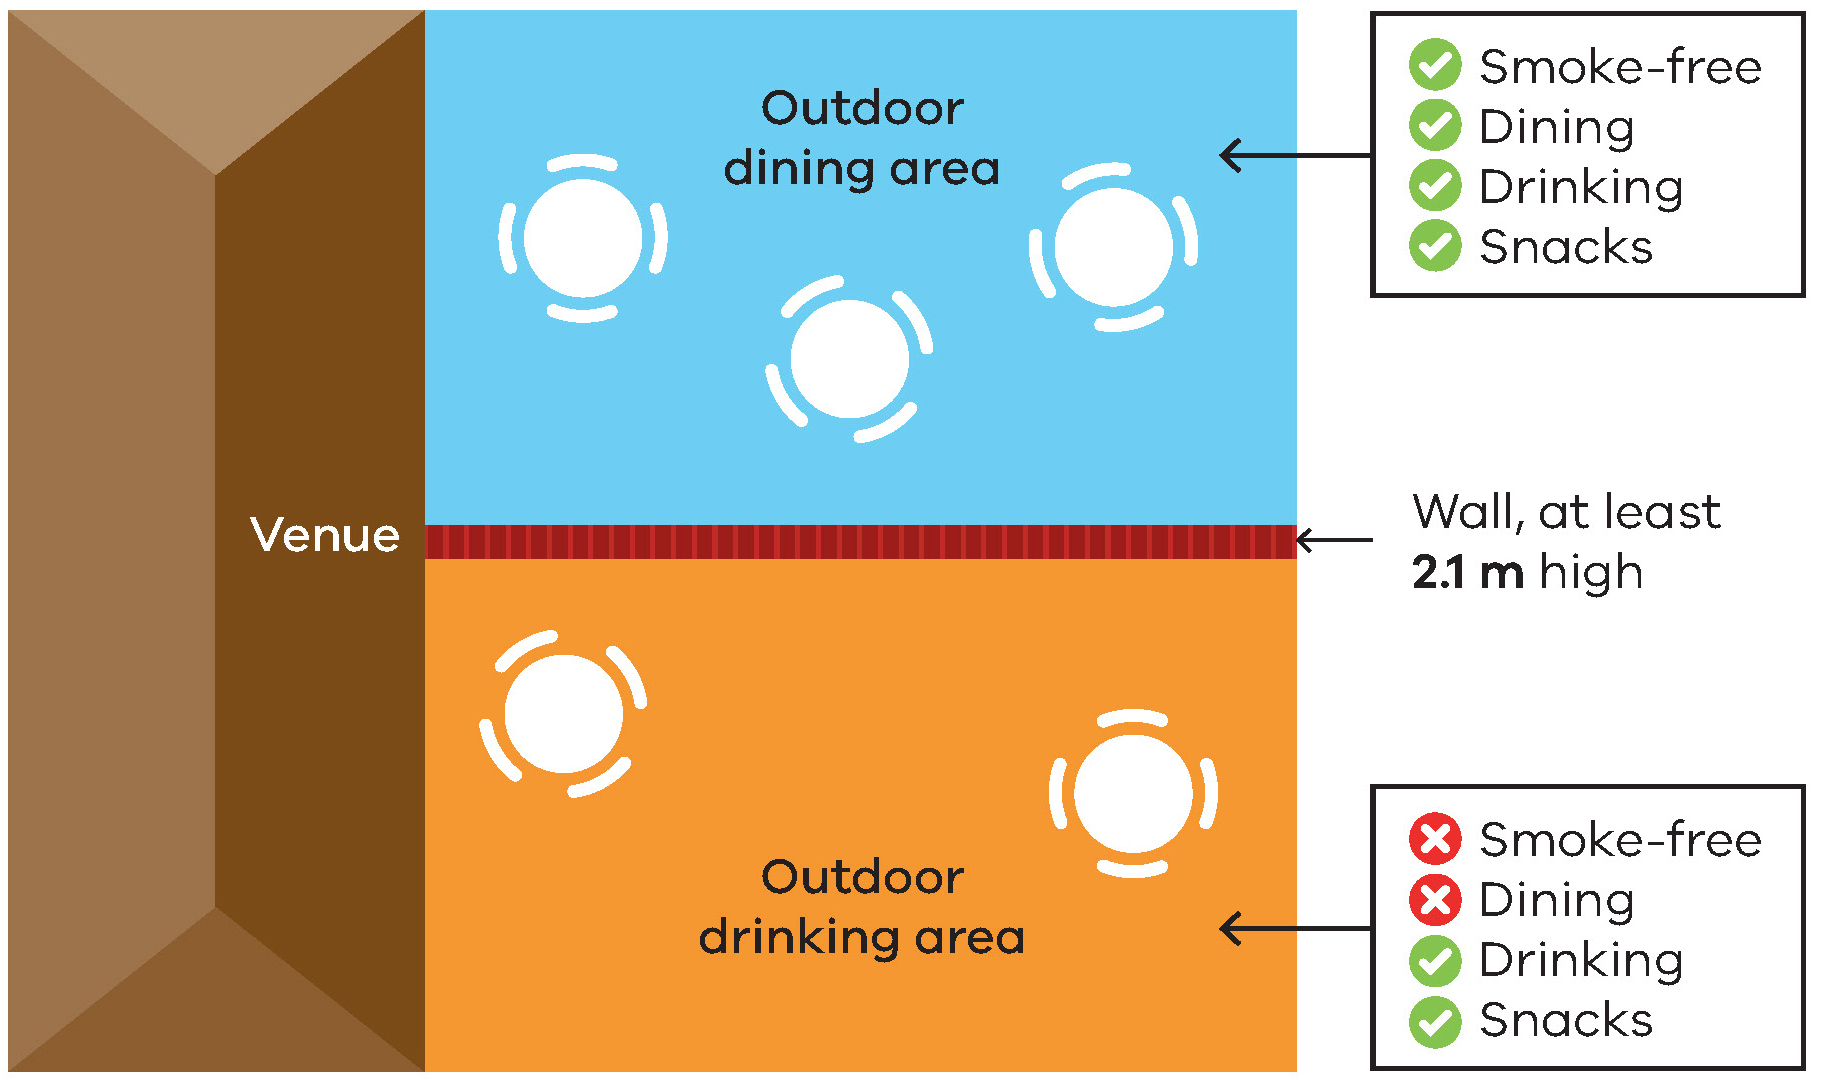 Outdoor
dining area
Smoke-free
Dining
Drinking
Snacks
Venue
Wall, at least
2.1 m high
Outdoor
drinking area
Smoke-free
Dining
Drinking
Snacks